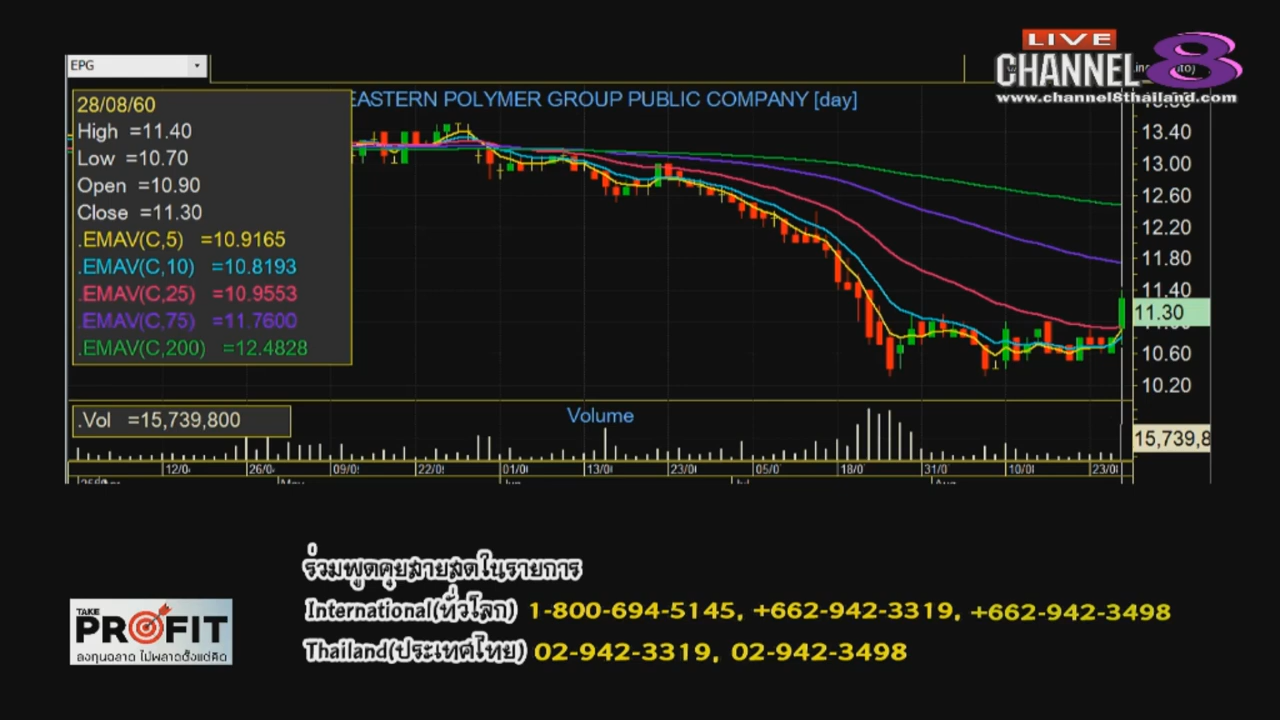 LIVE
CHANNEL 8
www.channel8thailand.com
EPG
EASTERN POLYMER GROUP PUBLIC COMPANY [day]
28/08/60
High =11.40
Low =10.70
Open =10.90
Close =11.30
.EMAV(C,5) =10.9165
.EMAV(C,10) =10.8193
.EMAV(C,25) =10.9553
.EMAV(C,75) =11.7600
.EMAV(C,200) =12.4828
13.40
13.00
12.60
12.20
11.80
11.40
11.30
10.60
10.20
.Vol =15,739,800
Volume
15,739,8
12/0 26/0 09/0 22/0 01/0 13/0 23/0 05/0 18/0 31/0 10/0 23/0
ร่วมพูดคุยสายสดในรายการ
International(ทั่วโลก) 1-800-694-5145, +662-942-3319, +662-942-3498
Thailand(ประเทศไทย) 02-942-3319, 02-942-3498
TAKE
PROFIT
ลงทุนฉลาด ไม่พลาดตั้งแต่คิด